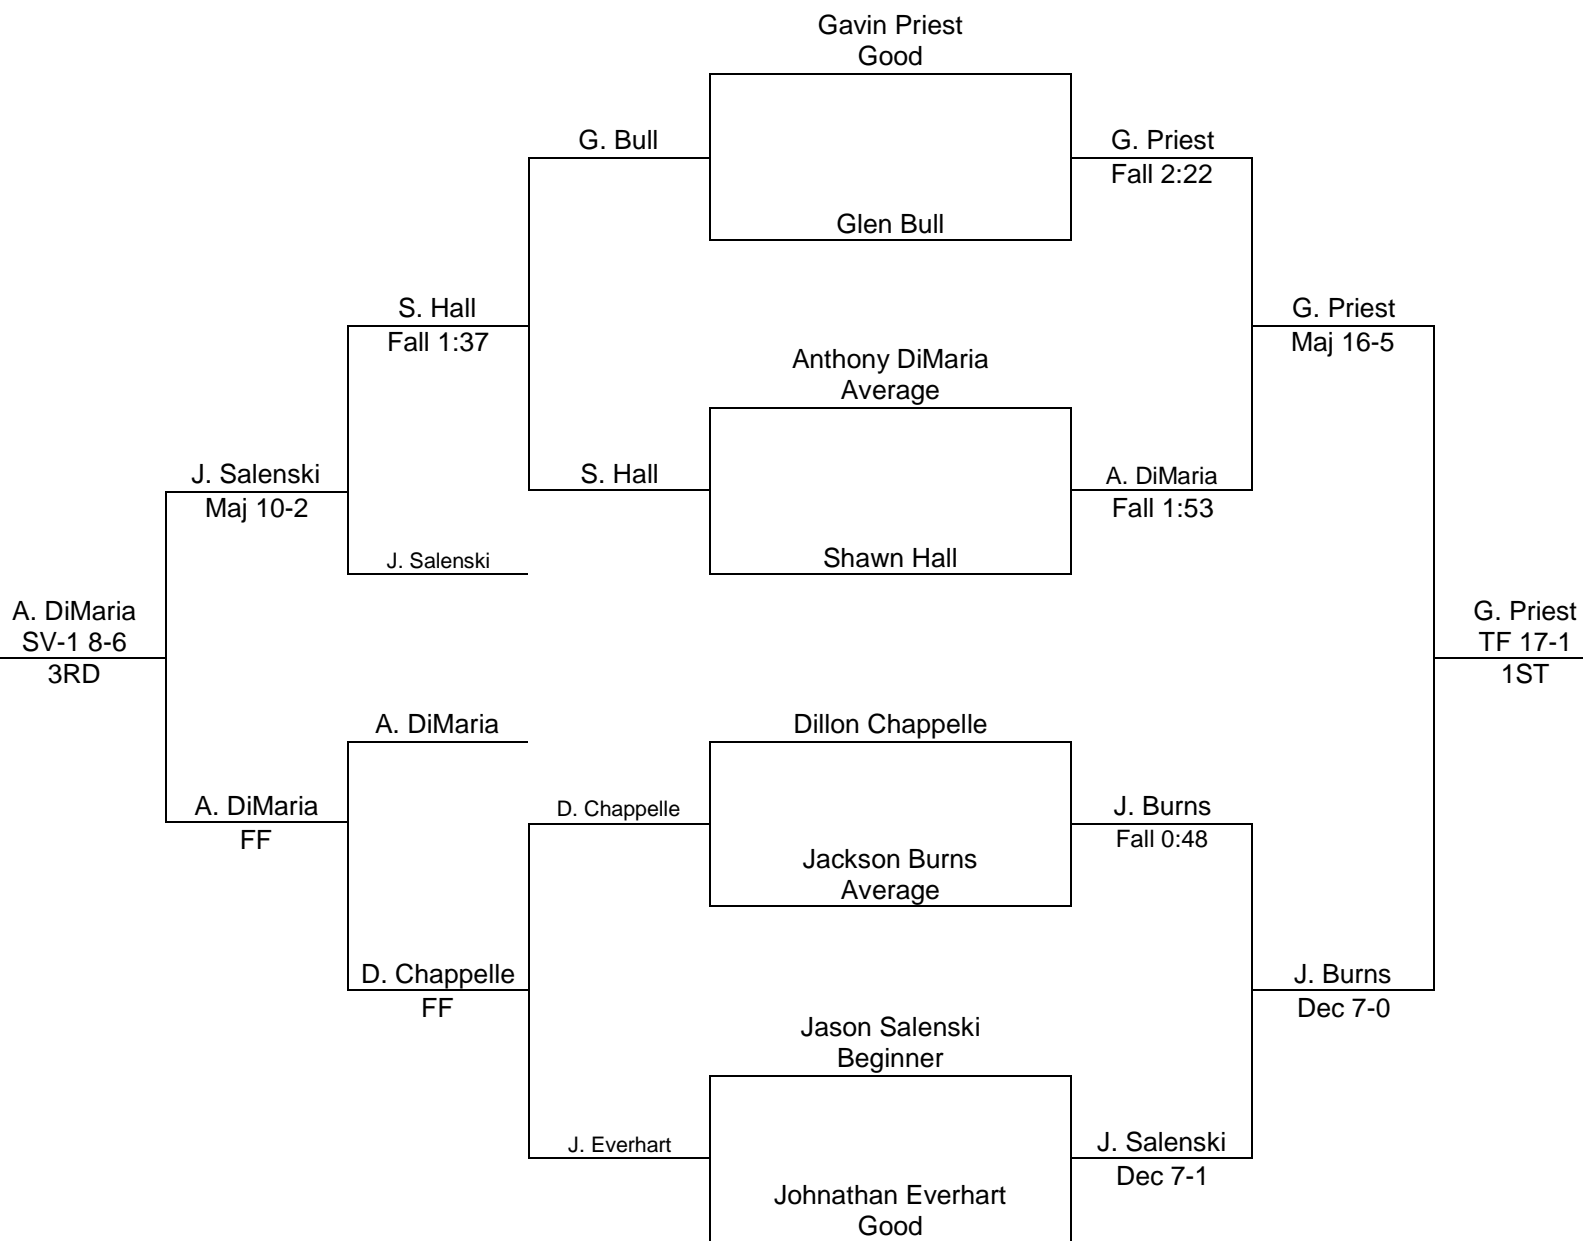 Gavin Priest
Good
G. Bull
G. Priest
Fall 2:22
Glen Bull
S. Hall
Fall 1:37
G. Priest
Maj 16-5
Anthony DiMaria
Average
J. Salenski
Maj 10-2
S. Hall
A. DiMaria
Fall 1:53
J. Salenski
Shawn Hall
A. DiMaria
SV-1 8-6
3RD
G. Priest
TF 17-1
1ST
A. DiMaria
Dillon Chappelle
A. DiMaria
FF
D. Chappelle
J. Burns
Fall 0:48
Jackson Burns
Average
D. Chappelle
FF
J. Burns
Dec 7-0
Jason Salenski
Beginner
J. Everhart
J. Salenski
Dec 7-1
Johnathan Everhart
Good